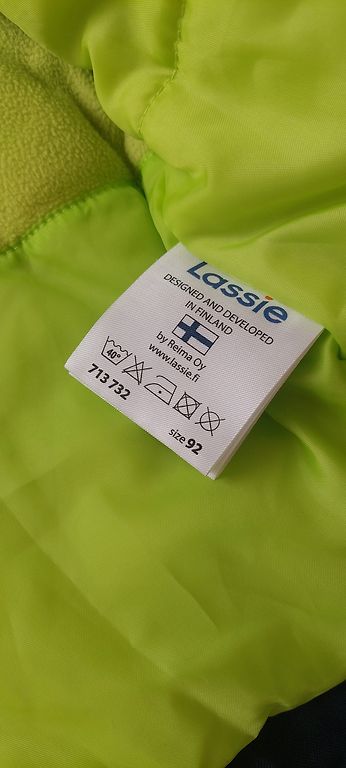 Lassie
DESIGNED AND DEVELOPED
IN FINLAND
by Reima Oy
www.lassie.fi
40°
713 732
size 92